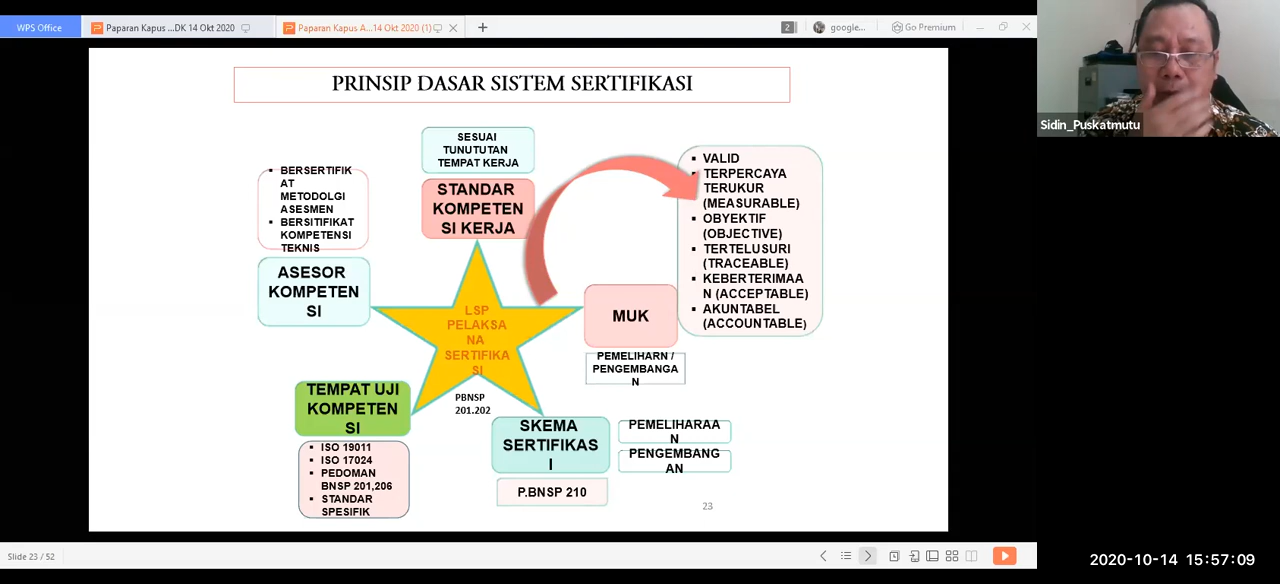 WPS Office
Paparan Kapus ...DK 14 Okt 2020
Paparan Kapus A...14 Okt 2020 (1)
2
google...
Go Premium
Sidin_Puskatmutu
PRINSIP DASAR SISTEM SERTIFIKASI
SESUAI
TUNUTUTAN
TEMPAT KERJA
STANDAR
KOMPETEN
SI KERJA
BERSERTIFIK
AT
METODOLGI
ASESMEN
BERSITIFIKAT
KOMPETENSI
TEKNIS
ASESOR
KOMPETEN
SI
VALID
TERPERCAYA
TERUKUR
(MEASURABLE)
OBYEKTIF
(OBJECTIVE)
TERTELUSURI
(TRACEABLE)
KEBERTERIMAA
N (ACCEPTABLE)
AKUNTABEL
(ACCOUNTABLE)
LSP
PELAKSA
NA
SERTIFIKA
SI
MUK
PEMELIHARN /
PENGEMBANGA
N
PBNSP
201.202
TEMPAT UJI
KOMPETEN
SI
ISO 19011
ISO 17024
PEDOMAN
BNSP 201,206
STANDAR
SPESIFIK
SKEMA
SERTIFIKAS
I
P.BNSP 210
PEMELIHARAA
N
PENGEMBANG
AN
23
Slide 23 / 52
2020-10-14 15:57:09